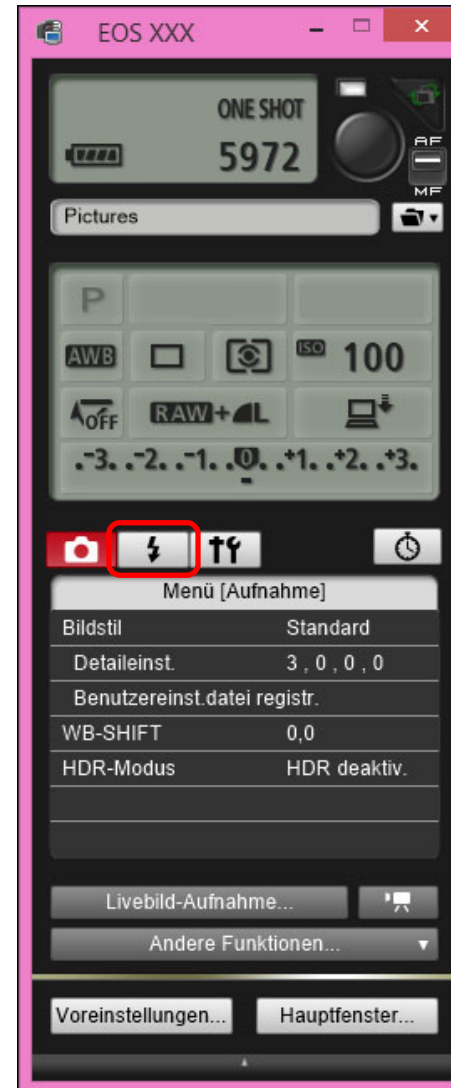 EOS XXX
ONE SHOT
5972
AF
MF
Pictures
P
AWB
ISO 100
OFF RAW+L
.-3. .-2. .-1. .0. .+1. .+2. .+3.
Menü [Aufnahme]
Bildstil Standard
Detaileinst. 3 , 0 , 0 , 0
Benutzereinst.datei registr.
WB-SHIFT 0,0
HDR-Modus HDR deaktiv.
Livebild-Aufnahme...
Andere Funktionen...
Voreinstellungen... Hauptfenster...